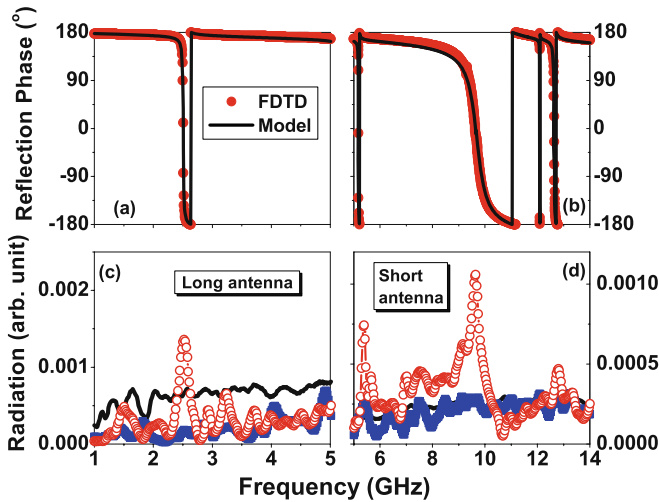 Reflection Phase (°)
180
90
0
-90
-180
FDTD
Model
(a)
180
90
0
-90
-180
(b)
Radiation (arb. unit)
0.002
0.001
0.000
(c)
Long antenna
1
2
3
4
5
Short
antenna
(d)
0.0010
0.0005
0.0000
6
8
10
12
14
Frequency (GHz)